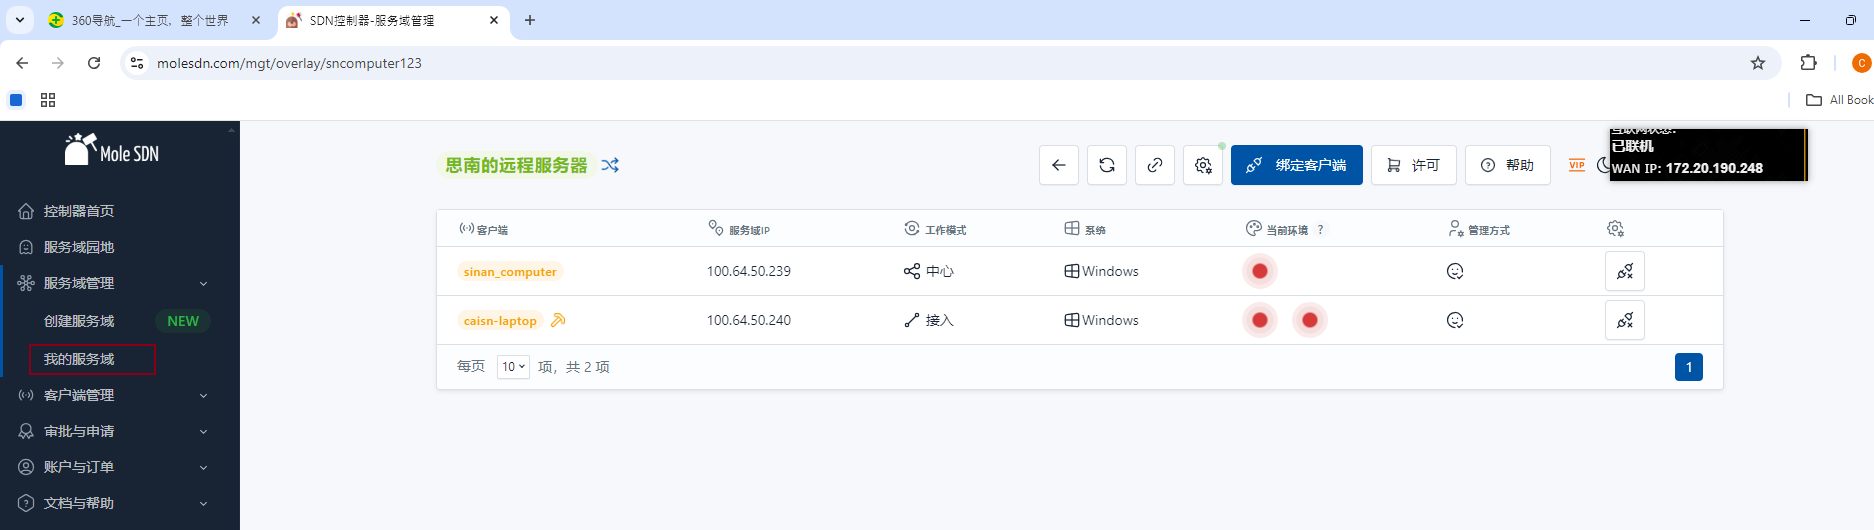 360导航_一个主页，整个世界
SDN控制器-服务域管理
molesdn.com/mgt/overlay/sncomputer123
C
All Book
Mole SDN
控制器首页
服务域园地
服务域管理
创建服务域 NEW
我的服务域
客户端管理
审批与申请
账户与订单
文档与帮助
思南的远程服务器
绑定客户端
许可
帮助
VIP
互联网状态:
已联机
WAN IP: 172.20.190.248
客户端 服务域IP 工作模式 系统 当前环境 ? 管理方式
sinan_computer 100.64.50.239 中心 Windows
caisn-laptop 100.64.50.240 接入 Windows
每页 10 项，共 2 项
1